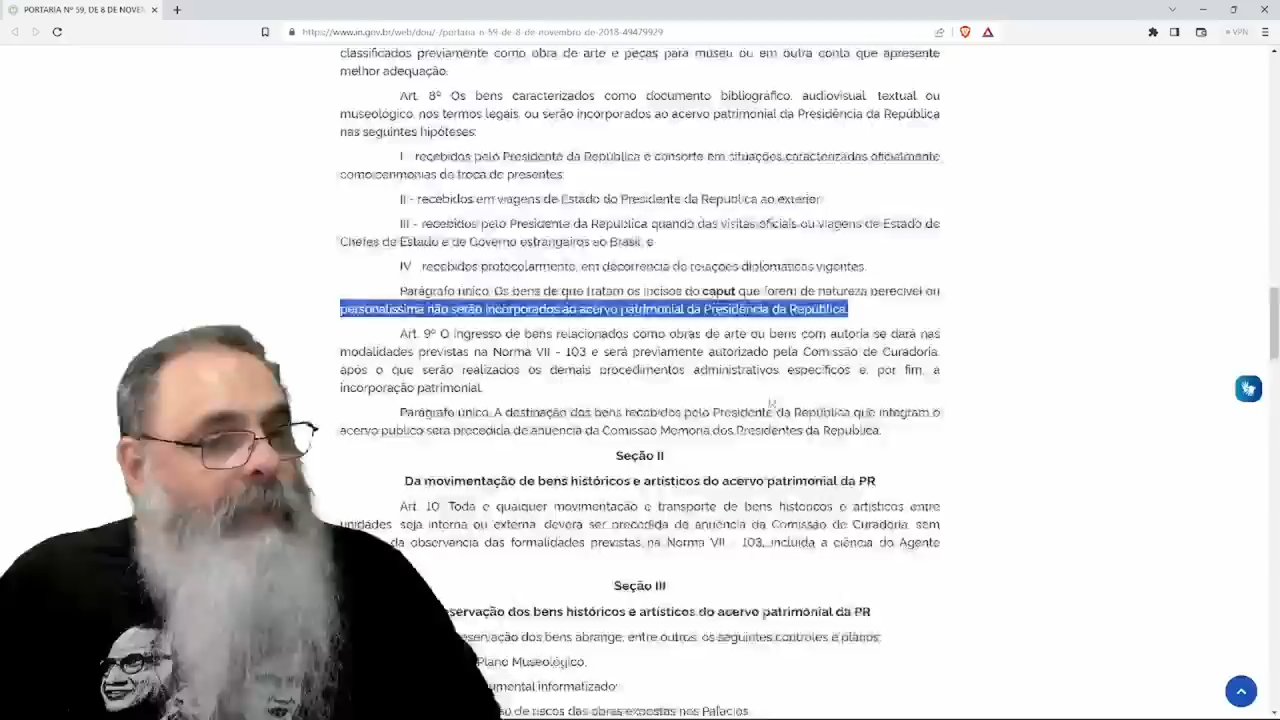 PORTARIA Nº 59, DE 8 DE NOVEM
https://www.in.gov.br/web/dou/-/portaria-n-59-de-8-de-novembro-de-2018-49479929
VPN
classificados previamente como obra de arte e peças para museu ou em outra conta que apresente
melhor adequação.
Art. 8º Os bens caracterizados como documento bibliográfico, audiovisual, textual ou
museológico, nos termos legais, ou serão incorporados ao acervo patrimonial da Presidência da República
nas seguintes hipóteses:
I - recebidos pelo Presidente da República e consorte em situações caracterizadas oficialmente
como cerimonias de troca de presentes;
II - recebidos em viagens de Estado do Presidente da República ao exterior;
III - recebidos pelo Presidente da República quando das visitas oficiais ou viagens de Estado de
Chefes de Estado e de Governo estrangeiros ao Brasil; e
IV - recebidos protocolarmente, em decorrência de relações diplomáticas vigentes.
Parágrafo único. Os bens de que tratam os incisos do caput que forem de natureza perecível ou
personalíssima não serão incorporados ao acervo patrimonial da Presidência da República.
Art. 9º O ingresso de bens relacionados como obras de arte ou bens com autoria se dará nas
modalidades previstas na Norma VII - 103 e será previamente autorizado pela Comissão de Curadoria,
após o que serão realizados os demais procedimentos administrativos específicos e, por fim, a
incorporação patrimonial.
Parágrafo único. A destinação dos bens recebidos pelo Presidente da República que integram o
acervo público será precedida de anuência da Comissão Memória dos Presidentes da República.
Seção II
Da movimentação de bens históricos e artísticos do acervo patrimonial da PR
Art. 10. Toda e qualquer movimentação e transporte de bens históricos e artísticos entre
unidades, seja interna ou externa, deverá ser precedida de anuência da Comissão de Curadoria, sem
da observância das formalidades previstas na Norma VII - 103, incluída a ciência do Agente
Seção III
servação dos bens históricos e artísticos do acervo patrimonial da PR
servação dos bens abrange, entre outros, os seguintes controles e planos:
Plano Museológico;
umental informatizado;
so de riscos das obras expostas nos Palácios